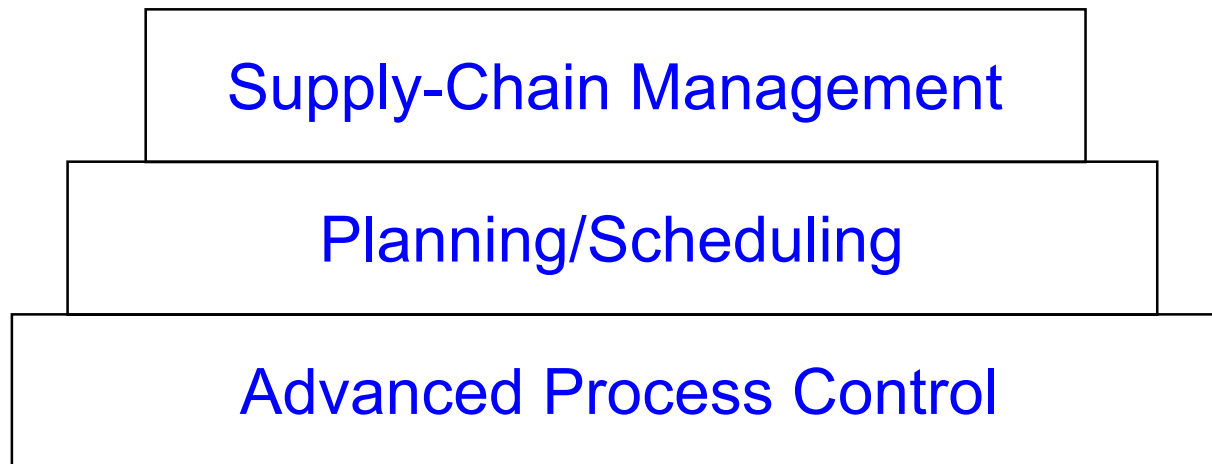 Supply-Chain Management
Planning/Scheduling
Advanced Process Control